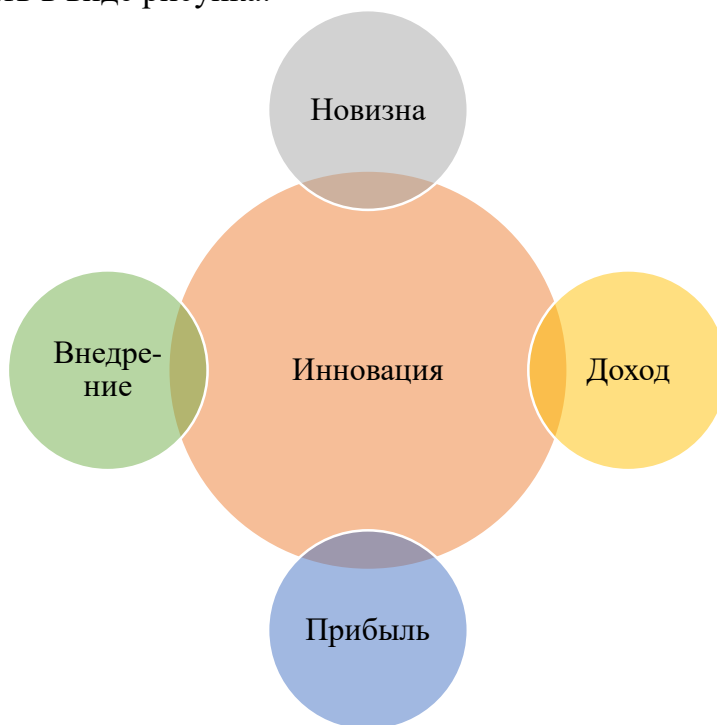 Новизна
Внедре-
ние
Инновация
Доход
Прибыль